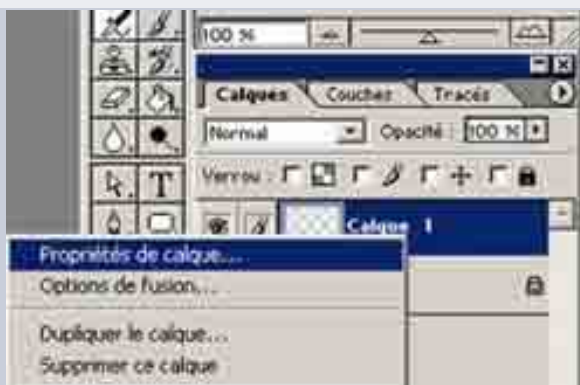 100 %
Calques Couches Tracés
Normal Opacité : 100 %
Verrou :
T
Calque 1
Propriétés de calque...
Options de fusion...
Dupliquer le calque...
Supprimer ce calque